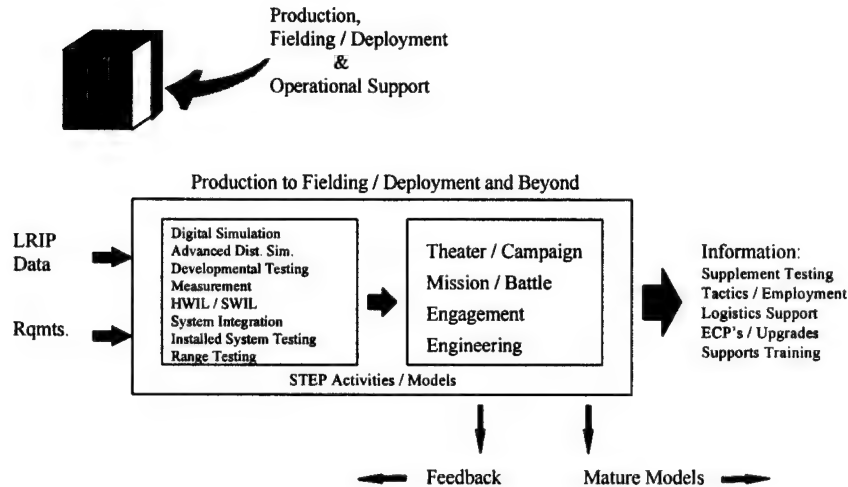 Production,
Fielding / Deployment
&
Operational Support
Production to Fielding / Deployment and Beyond
LRIP
Data
Rqmts.
Digital Simulation
Advanced Dist. Sim.
Developmental Testing
Measurement
HWIL / SWIL
System Integration
Installed System Testing
Range Testing
Theater / Campaign
Mission / Battle
Engagement
Engineering
STEP Activities / Models
Information:
Supplement Testing
Tactics / Employment
Logistics Support
ECP's / Upgrades
Supports Training
Feedback
Mature Models